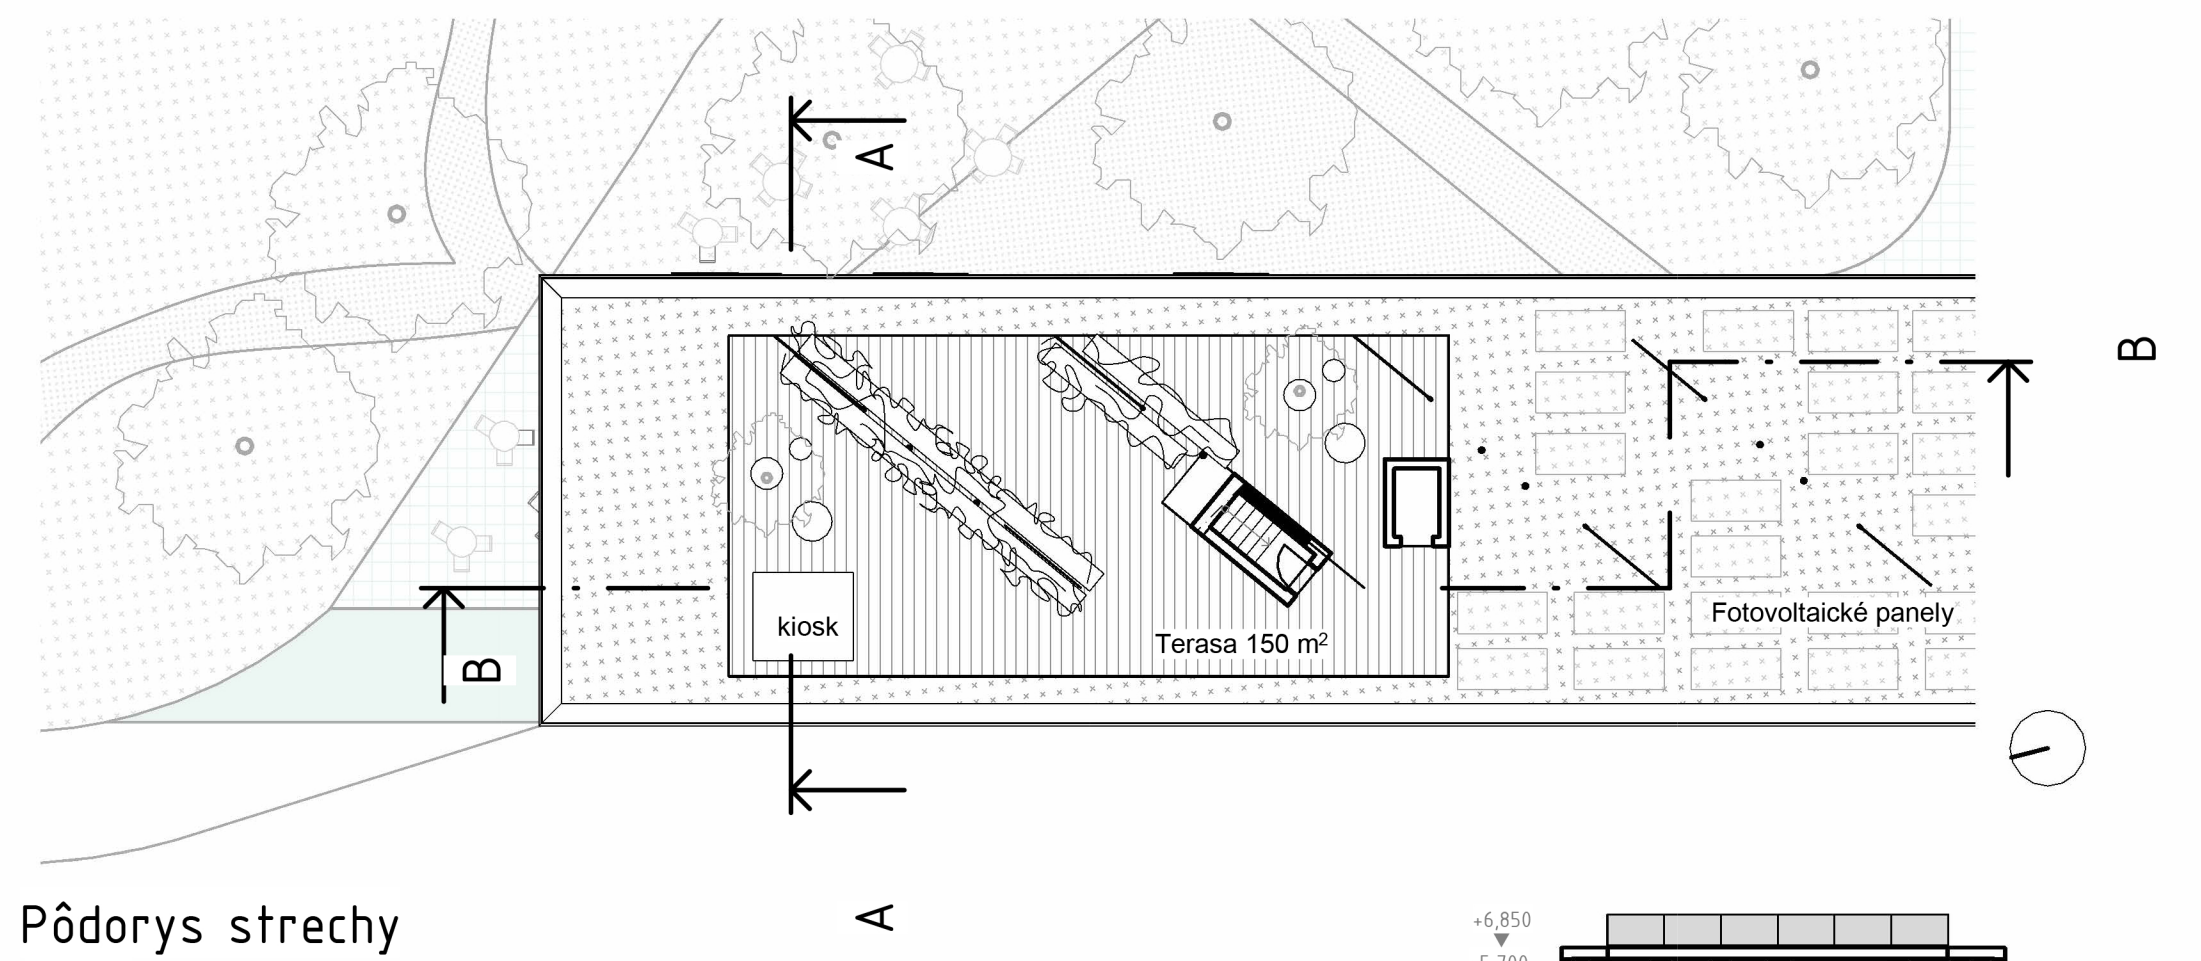 A
B
kiosk
Terasa 150 m²
Fotovoltaické panely
B
Pôdorys strechy
A
+6,850